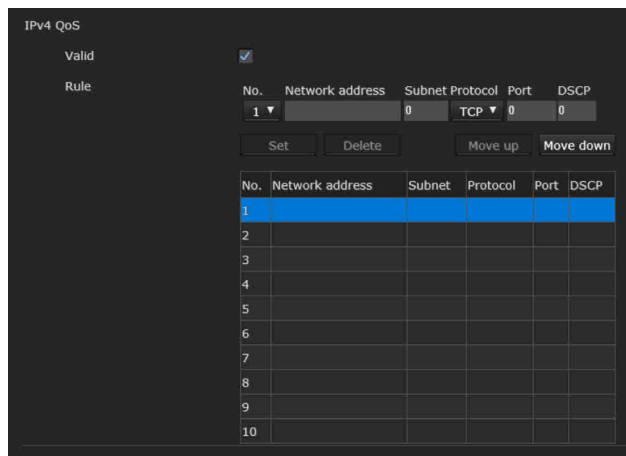 IPv4 QoS
Valid
Rule
No. Network address Subnet Protocol Port DSCP
1 0 TCP 0 0
Set Delete Move up Move down
No. Network address Subnet Protocol Port DSCP
1
2
3
4
5
6
7
8
9
10